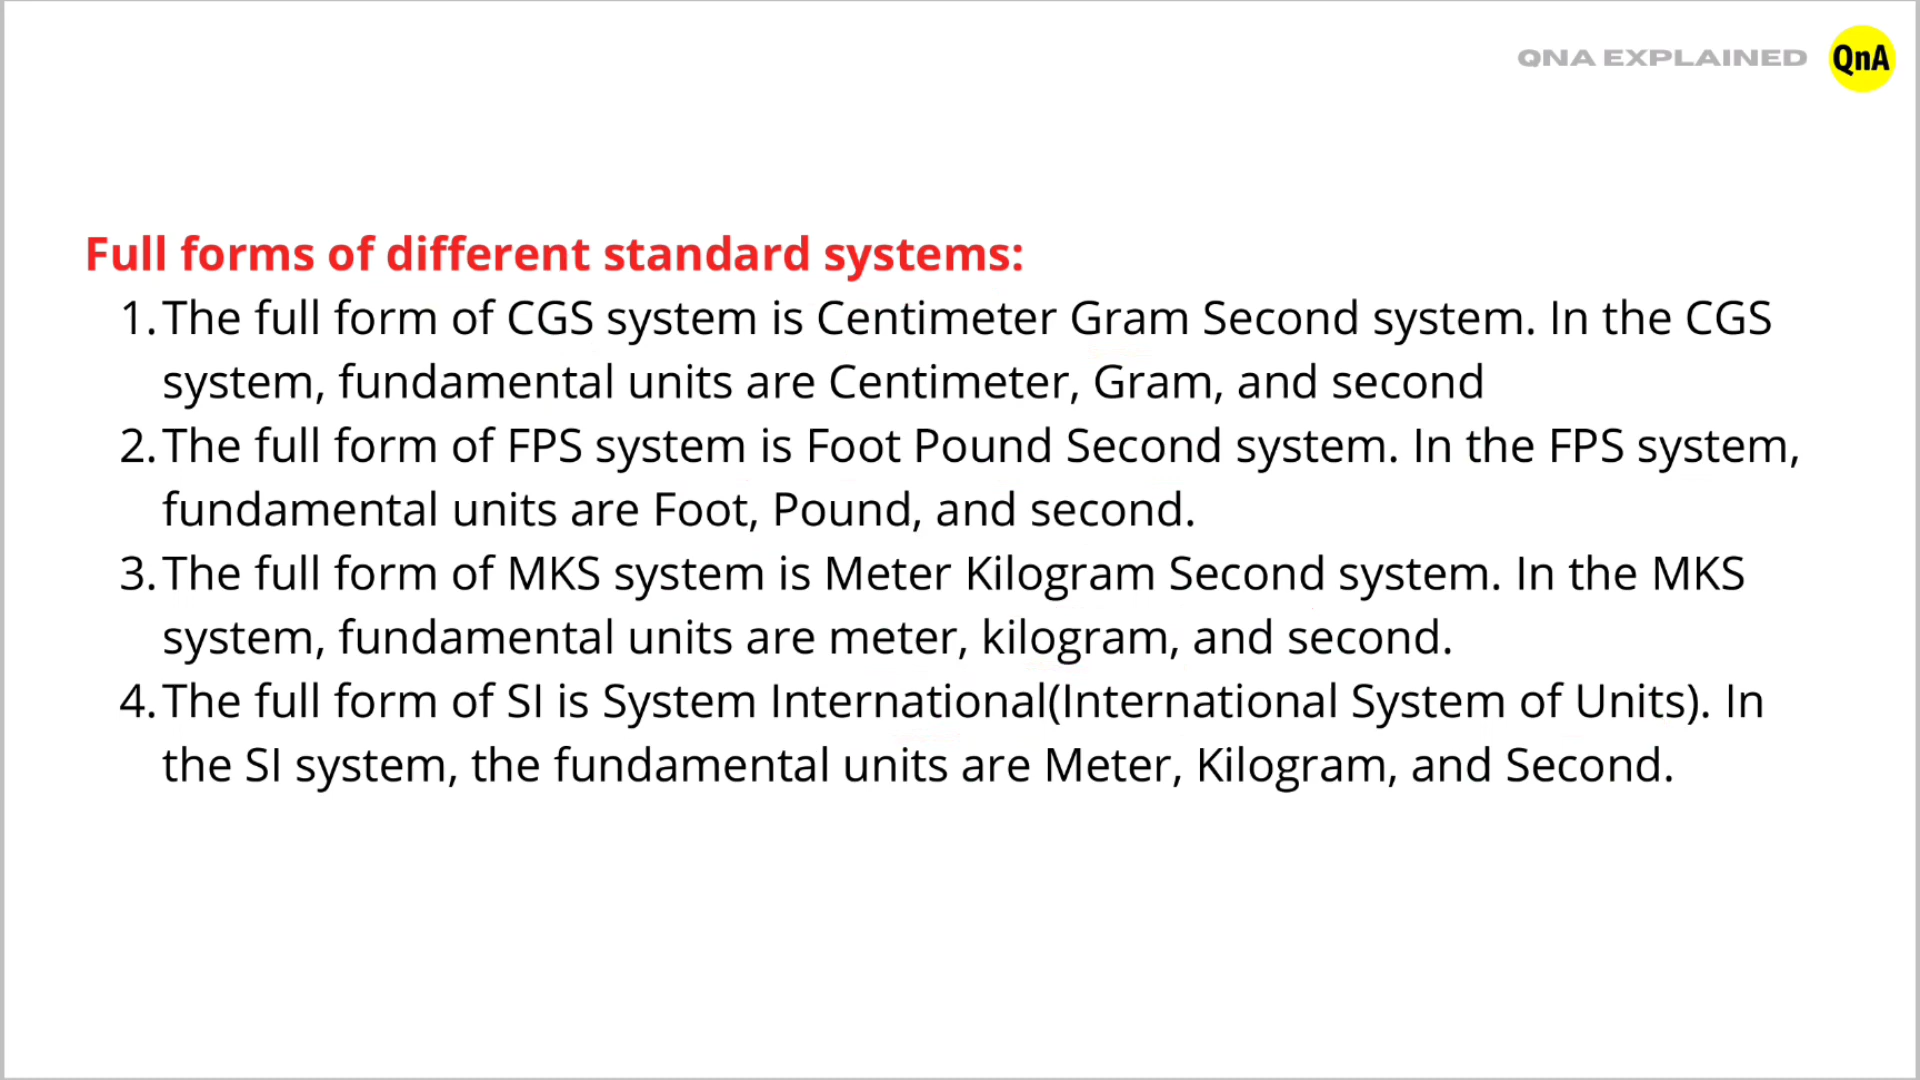 QNA EXPLAINED QnA
Full forms of different standard systems:
1. The full form of CGS system is Centimeter Gram Second system. In the CGS
system, fundamental units are Centimeter, Gram, and second
2. The full form of FPS system is Foot Pound Second system. In the FPS system,
fundamental units are Foot, Pound, and second.
3. The full form of MKS system is Meter Kilogram Second system. In the MKS
system, fundamental units are meter, kilogram, and second.
4. The full form of SI is System International(International System of Units). In
the SI system, the fundamental units are Meter, Kilogram, and Second.